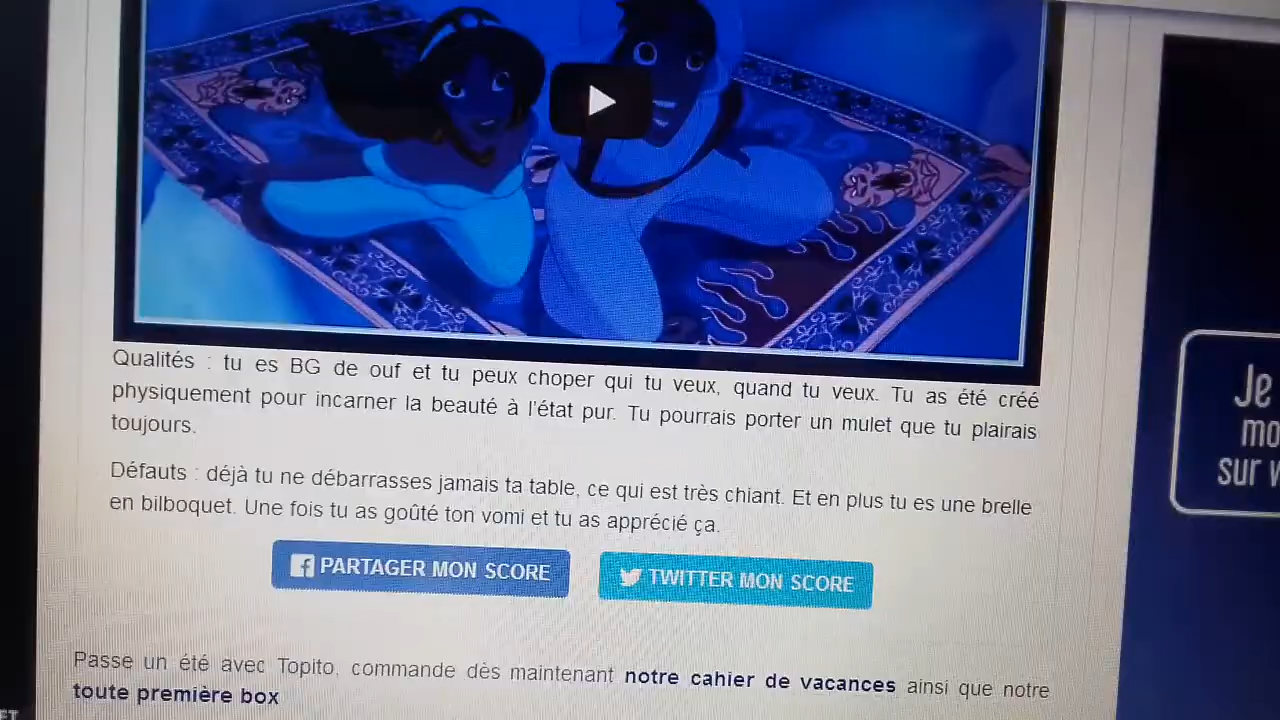 Qualités : tu es BG de ouf et tu peux choper qui tu veux, quand tu veux. Tu as été créé
physiquement pour incarner la beauté à l'état pur. Tu pourrais porter un mulet que tu plairais
toujours.
Défauts : déjà tu ne débarrasses jamais ta table, ce qui est très chiant. Et en plus tu es une brelle
en bilboquet. Une fois tu as goûté ton vomi et tu as apprécié ça.
PARTAGER MON SCORE
TWITTER MON SCORE
Passe un été avec Topito, commande dès maintenant notre cahier de vacances ainsi que notre
toute première box
Je
mo
sur v
ET